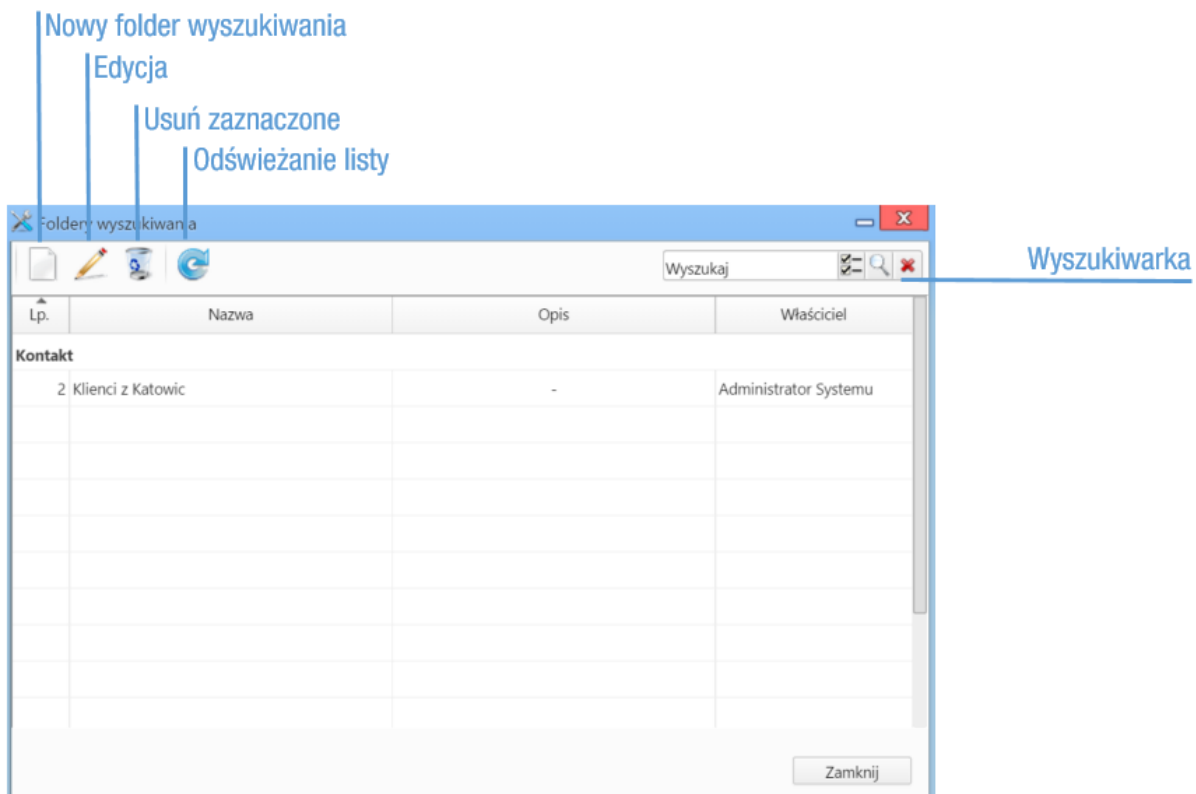 Nowy folder wyszukiwania
Edycja
Usuń zaznaczone
Odświeżanie listy
Foldery wyszukiwania
Wyszukaj
Wyszukiwarka
Lp. Nazwa Opis Właściciel
Kontakt
2 Klienci z Katowic - Administrator Systemu
Zamknij